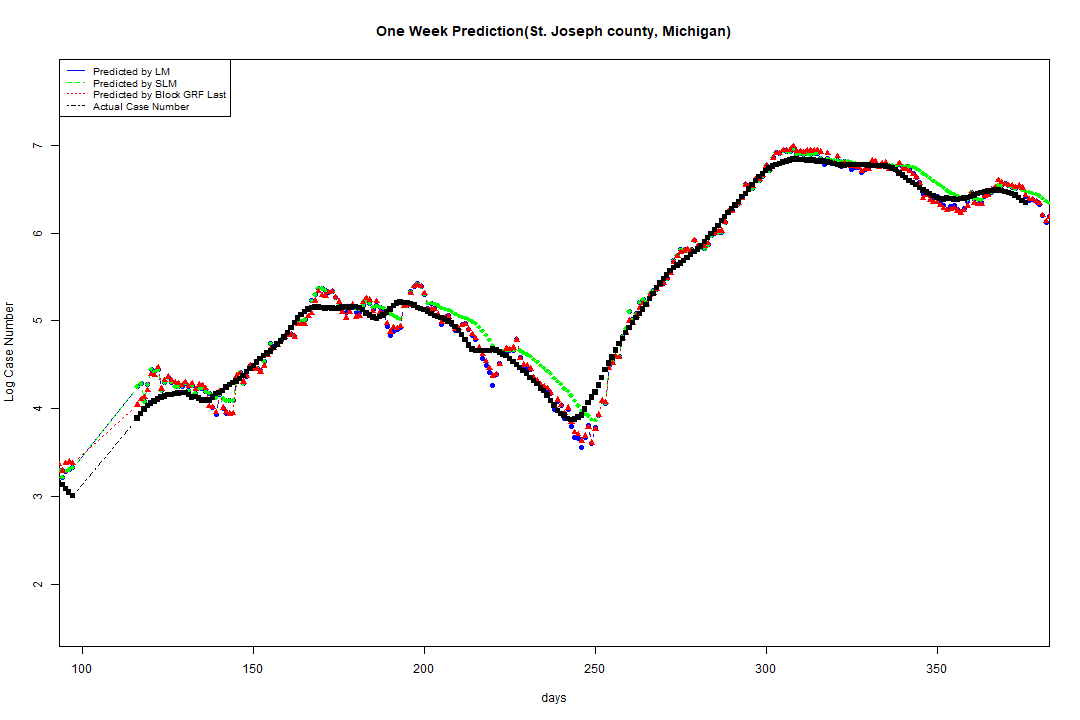 One Week Prediction(St. Joseph county, Michigan)
Predicted by LM
Predicted by SLM
Predicted by Block GRF Last
Actual Case Number
7
6
5
4
3
2
Log Case Number
100 150 200 250 300 350
days